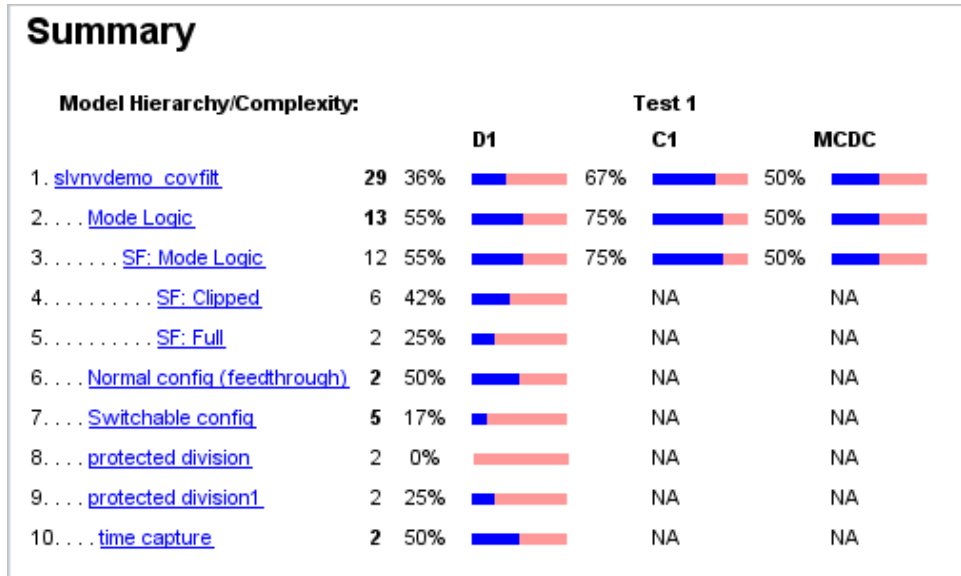 Summary
Model Hierarchy/Complexity: Test 1
D1 C1 MCDC
1. slvnvdemo_covfilt 29 36% 67% 50%
2. . . . Mode Logic 13 55% 75% 50%
3. . . . . . . SF: Mode Logic 12 55% 75% 50%
4. . . . . . . . . . SF: Clipped 6 42% NA NA
5. . . . . . . . . . SF: Full 2 25% NA NA
6. . . . Normal config (feedthrough) 2 50% NA NA
7. . . . Switchable config 5 17% NA NA
8. . . . protected division 2 0% NA NA
9. . . . protected division1 2 25% NA NA
10. . . . time capture 2 50% NA NA